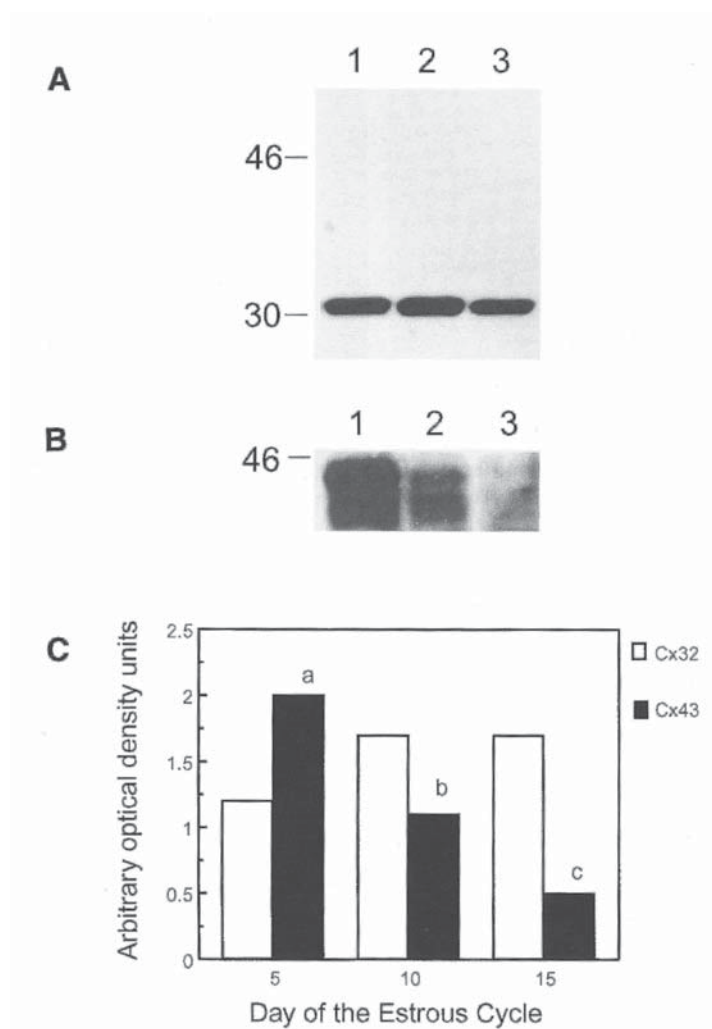 A
1 2 3
46
30
B
1 2 3
46
C
Arbitrary optical density units
2.5
2
1.5
1
0.5
0
a
b
c
Cx32
Cx43
5 10 15
Day of the Estrous Cycle